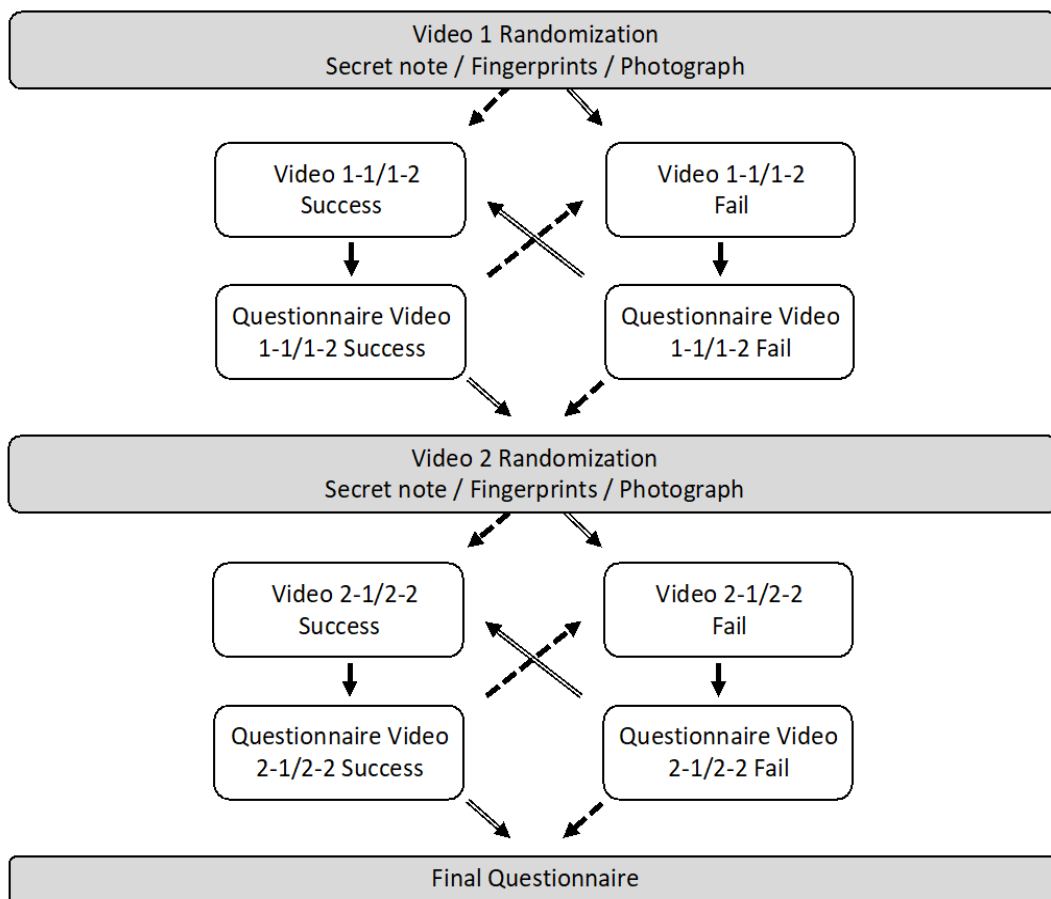 Video 1 Randomization
Secret note / Fingerprints / Photograph
Video 1-1/1-2
Success
Video 1-1/1-2
Fail
Questionnaire Video
1-1/1-2 Success
Questionnaire Video
1-1/1-2 Fail
Video 2 Randomization
Secret note / Fingerprints / Photograph
Video 2-1/2-2
Success
Video 2-1/2-2
Fail
Questionnaire Video
2-1/2-2 Success
Questionnaire Video
2-1/2-2 Fail
Final Questionnaire